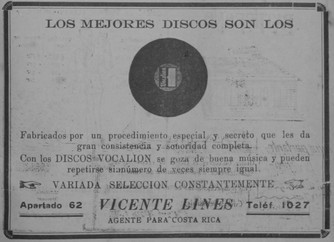 LOS MEJORES DISCOS SON LOS
Fabricados por un procedimiento especial y secreto que les da
gran consistencia y sonoridad completa.
Con los DISCOS VOCALION se goza de buena música y pueden
repetirse sinnúmero de veces siempre igual.
VARIADA SELECCION CONSTANTEMENTE
Apartado 62 VICENTE LINES Teléf. 1027
AGENTE PARA COSTA RICA